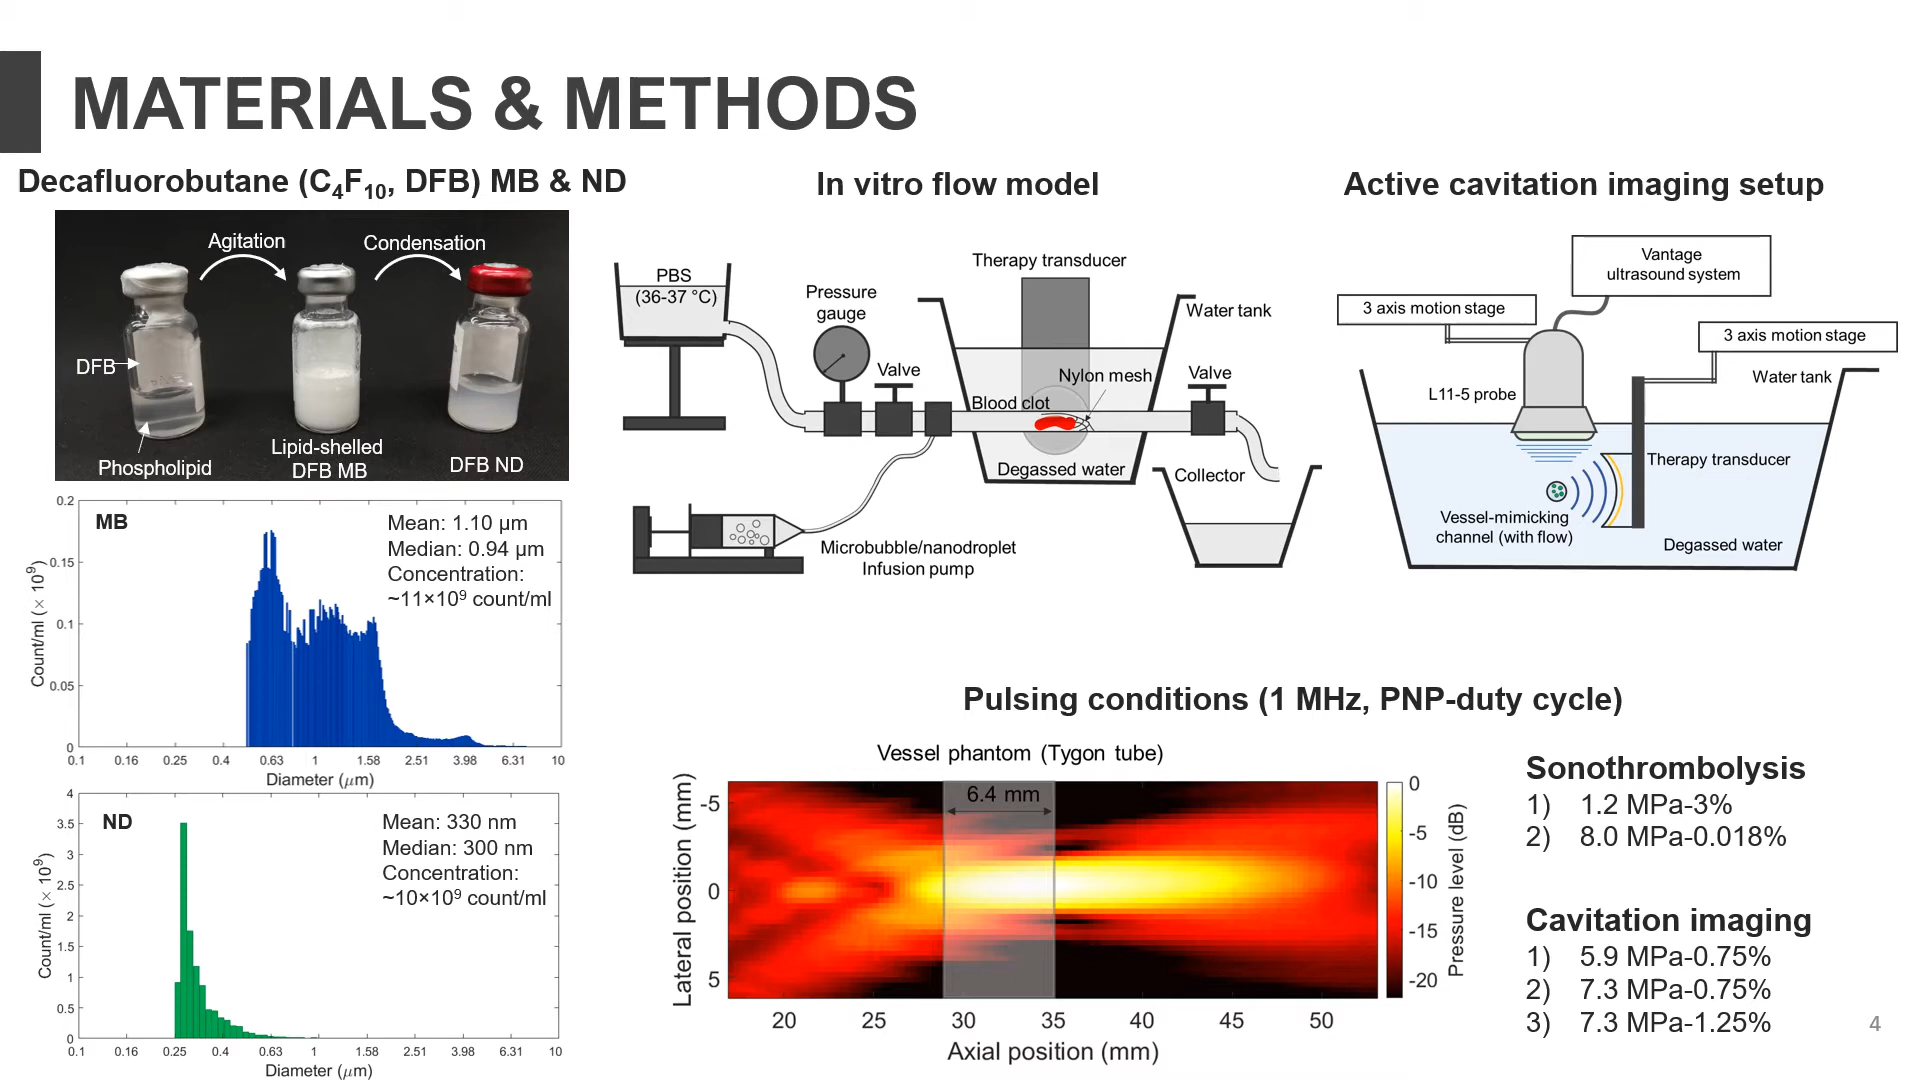 MATERIALS & METHODS
Decafluorobutane (C4F10, DFB) MB & ND
Agitation
Condensation
DFB
Phospholipid
Lipid-shelled
DFB MB
DFB ND
MB
Mean: 1.10 μm
Median: 0.94 μm
Concentration:
~11×10⁹ count/ml
Count/ml (× 10⁹)
0.2
0.15
0.1
0.05
0
0.1 0.16 0.25 0.4 0.63 1 1.58 2.51 3.98 6.31 10
Diameter (μm)
ND
Mean: 330 nm
Median: 300 nm
Concentration:
~10×10⁹ count/ml
Count/ml (× 10⁹)
4
3.5
3
2.5
2
1.5
1
0.5
0
0.1 0.16 0.25 0.4 0.63 1 1.58 2.51 3.98 6.31 10
Diameter (μm)
In vitro flow model
PBS
(36-37 °C)
Pressure
gauge
Valve
Therapy transducer
Water tank
Nylon mesh
Blood clot
Valve
Degassed water
Collector
Microbubble/nanodroplet
Infusion pump
Active cavitation imaging setup
Vantage
ultrasound system
3 axis motion stage
3 axis motion stage
Water tank
L11-5 probe
Therapy transducer
Vessel-mimicking
channel (with flow)
Degassed water
Pulsing conditions (1 MHz, PNP-duty cycle)
Vessel phantom (Tygon tube)
6.4 mm
Lateral position (mm)
-5
0
5
20 25 30 35 40 45 50
Axial position (mm)
0
-5
-10
-15
-20
Pressure level (dB)
Sonothrombolysis
1) 1.2 MPa-3%
2) 8.0 MPa-0.018%
Cavitation imaging
1) 5.9 MPa-0.75%
2) 7.3 MPa-0.75%
3) 7.3 MPa-1.25%
4